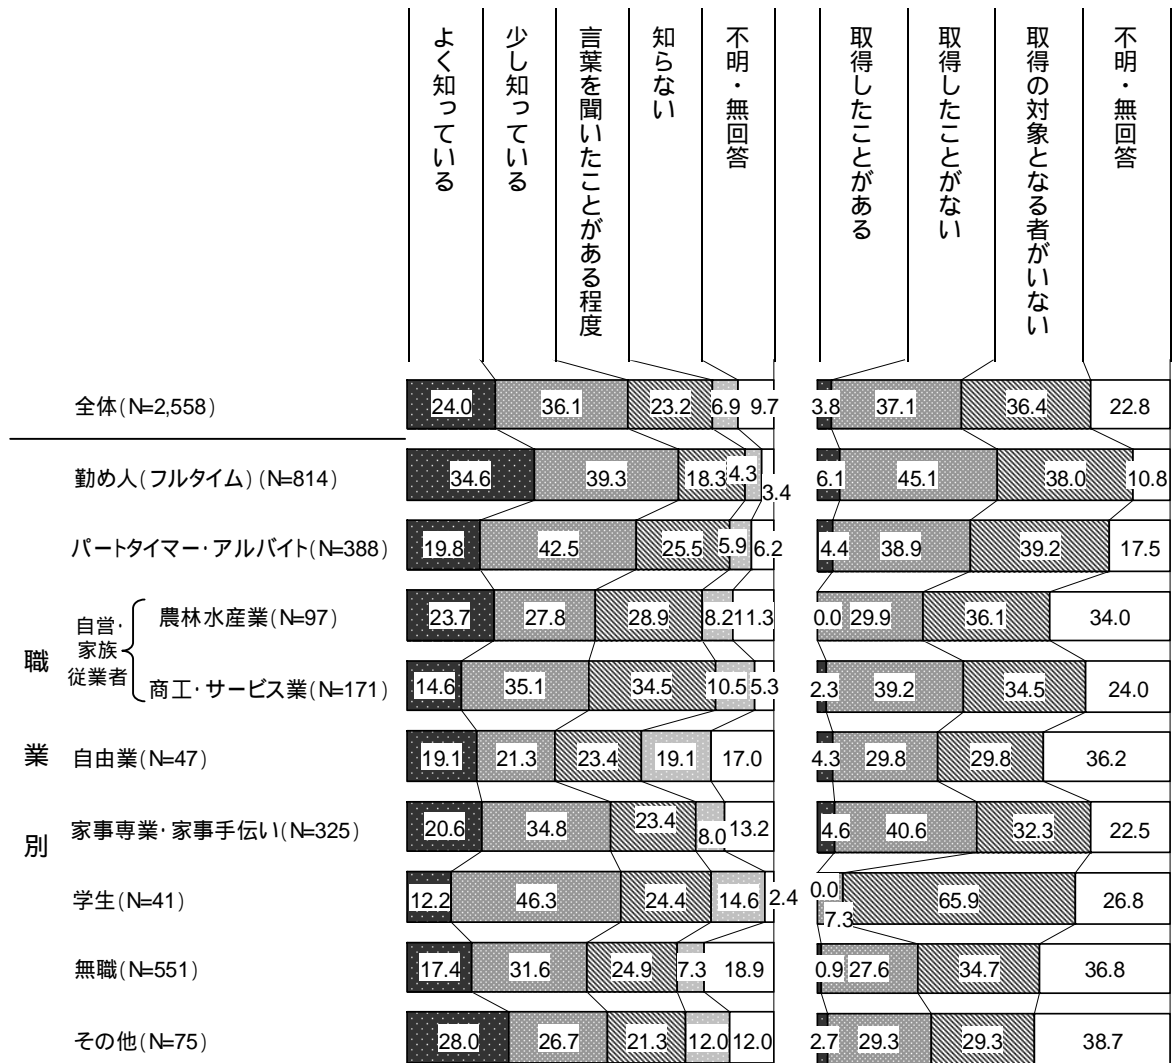 よく知っている
少し知っている
言葉を聞いたことがある程度
知らない
不明・無回答
取得したことがある
取得したことがない
取得の対象となる者がいない
不明・無回答
全体(N=2,558) 24.0 36.1 23.2 6.9 9.7 3.8 37.1 36.4 22.8
職業別
勤め人(フルタイム)(N=814) 34.6 39.3 18.3 4.3 3.4 6.1 45.1 38.0 10.8
パートタイマー・アルバイト(N=388) 19.8 42.5 25.5 5.9 6.2 4.4 38.9 39.2 17.5
自営・
家族
従業者
農林水産業(N=97) 23.7 27.8 28.9 8.2 11.3 0.0 29.9 36.1 34.0
商工・サービス業(N=171) 14.6 35.1 34.5 10.5 5.3 2.3 39.2 34.5 24.0
自由業(N=47) 19.1 21.3 23.4 19.1 17.0 4.3 29.8 29.8 36.2
家事専業・家事手伝い(N=325) 20.6 34.8 23.4 8.0 13.2 4.6 40.6 32.3 22.5
学生(N=41) 12.2 46.3 24.4 14.6 2.4 0.0 7.3 65.9 26.8
無職(N=551) 17.4 31.6 24.9 7.3 18.9 0.9 27.6 34.7 36.8
その他(N=75) 28.0 26.7 21.3 12.0 12.0 2.7 29.3 29.3 38.7